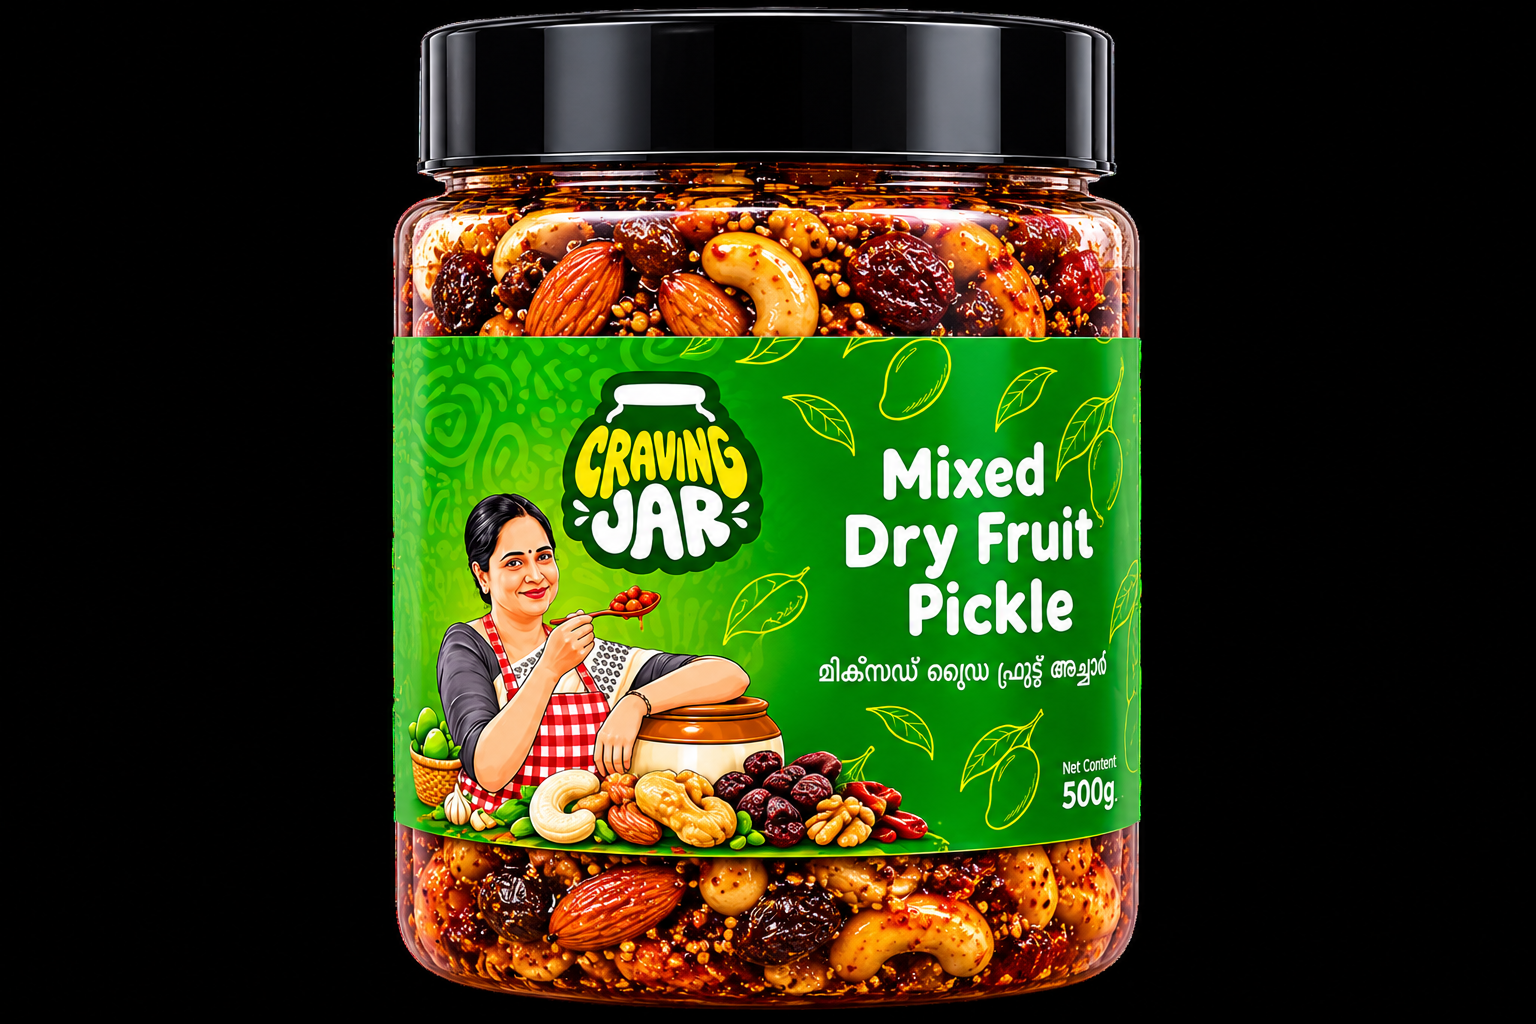 CRAVING
JAR
Mixed
Dry Fruit
Pickle
മിക്സഡ് ഡ്രൈ ഫ്രൂട്ട് അച്ചാർ
Net Content
500g.